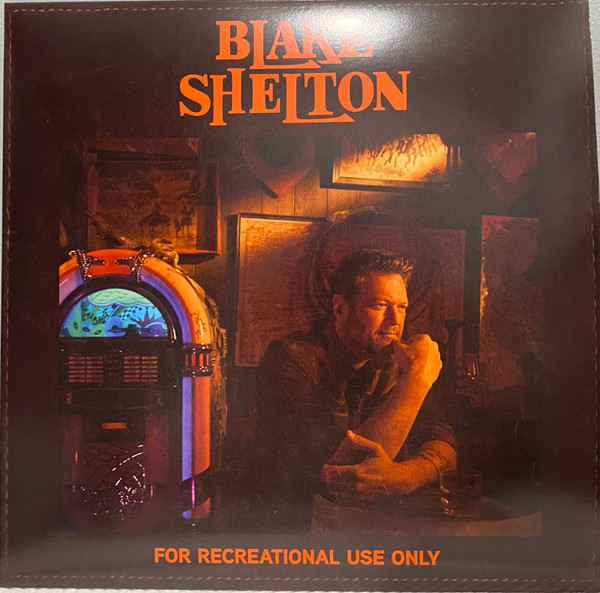 BLAKE
SHELTON
FOR RECREATIONAL USE ONLY